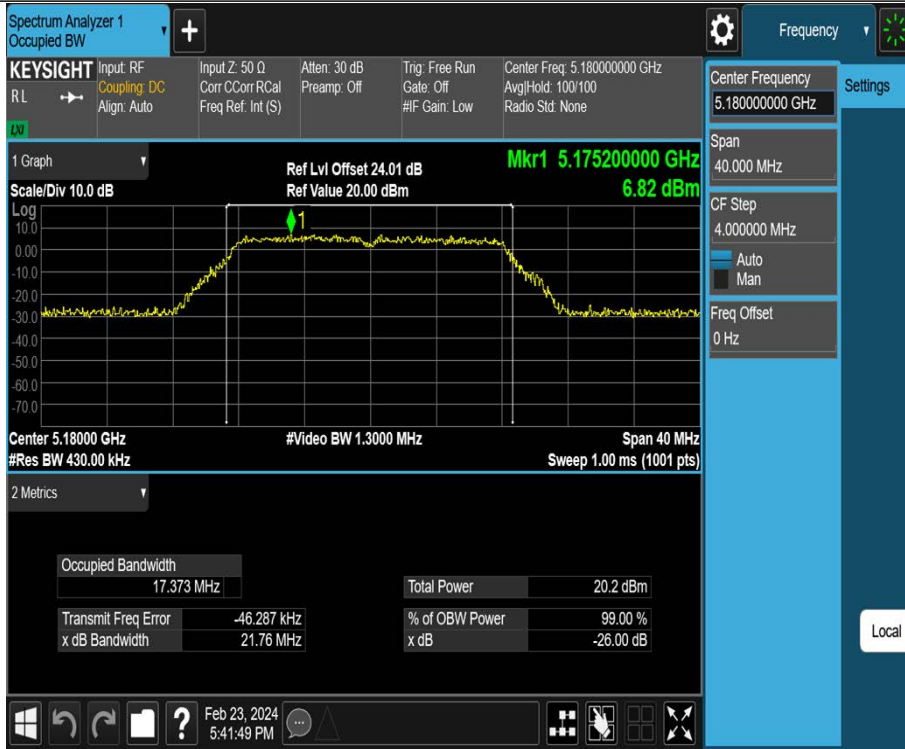 Spectrum Analyzer 1
Occupied BW
+
Frequency
KEYSIGHT
R L
LXI
Input: RF
Coupling: DC
Align: Auto
Input Z: 50 Ω
Corr CCorr RCal
Freq Ref: Int (S)
Atten: 30 dB
Preamp: Off
Trig: Free Run
Gate: Off
#IF Gain: Low
Center Freq: 5.180000000 GHz
Avg|Hold: 100/100
Radio Std: None
Center Frequency
5.180000000 GHz
Settings
Span
40.000 MHz
CF Step
4.000000 MHz
Auto
Man
Freq Offset
0 Hz
Local
1 Graph
Scale/Div 10.0 dB
Ref Lvl Offset 24.01 dB
Ref Value 20.00 dBm
Mkr1 5.175200000 GHz
6.82 dBm
Log
1
10.0
0.00
-10.0
-20.0
-30.0
-40.0
-50.0
-60.0
-70.0
Center 5.18000 GHz
#Video BW 1.3000 MHz
Span 40 MHz
#Res BW 430.00 kHz
Sweep 1.00 ms (1001 pts)
2 Metrics
Occupied Bandwidth
17.373 MHz
Total Power 20.2 dBm
Transmit Freq Error -46.287 kHz
% of OBW Power 99.00 %
x dB Bandwidth 21.76 MHz
x dB -26.00 dB
?
Feb 23, 2024
5:41:49 PM